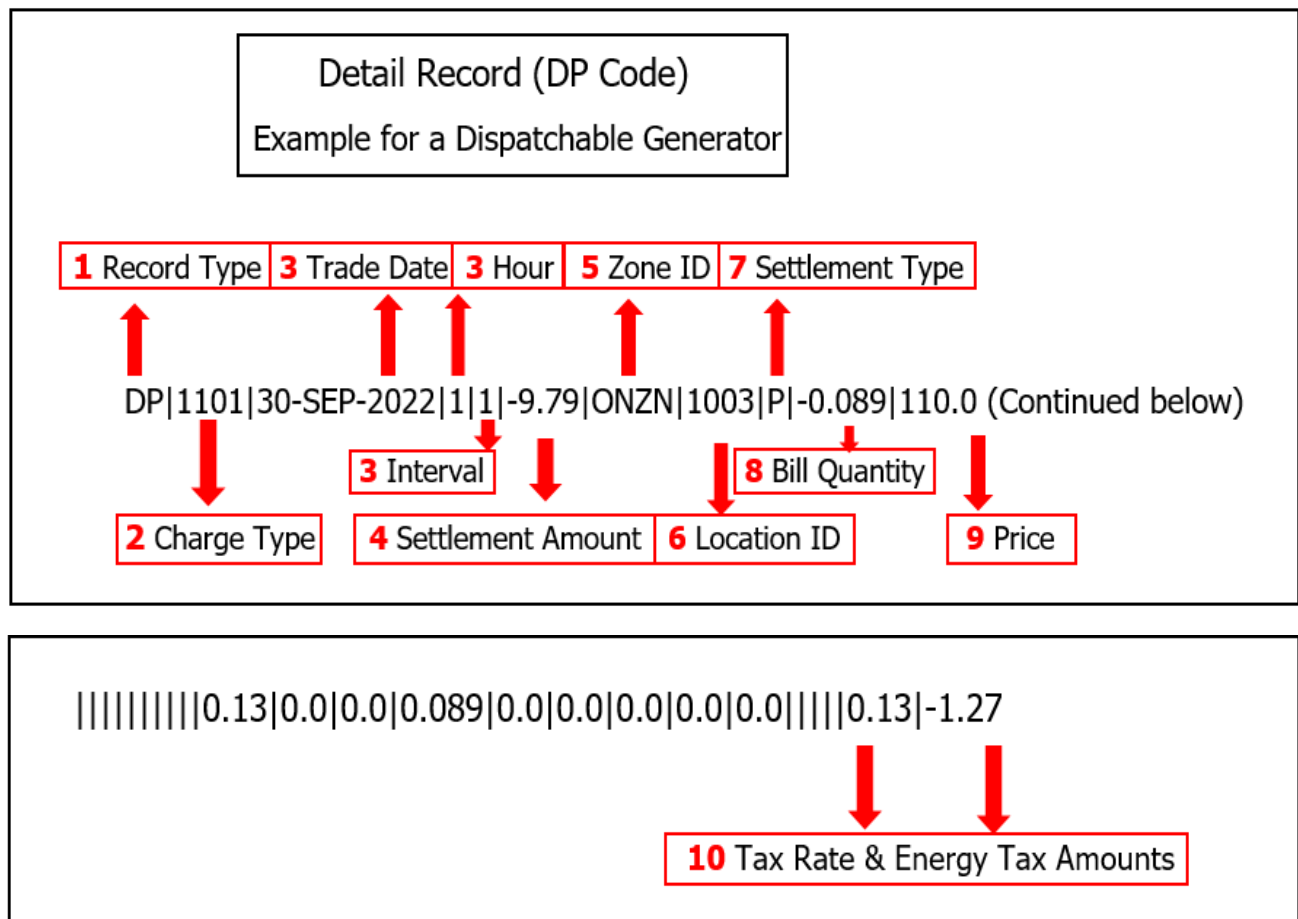 Detail Record (DP Code)
Example for a Dispatchable Generator
1 Record Type 3 Trade Date 3 Hour 5 Zone ID 7 Settlement Type
DP|1101|30-SEP-2022|1|1|-9.79|ONZN|1003|P|-0.089|110.0 (Continued below)
3 Interval 8 Bill Quantity
2 Charge Type 4 Settlement Amount 6 Location ID 9 Price
||||||||||0.13|0.0|0.0|0.089|0.0|0.0|0.0|0.0|0.0|||||0.13|-1.27
10 Tax Rate & Energy Tax Amounts